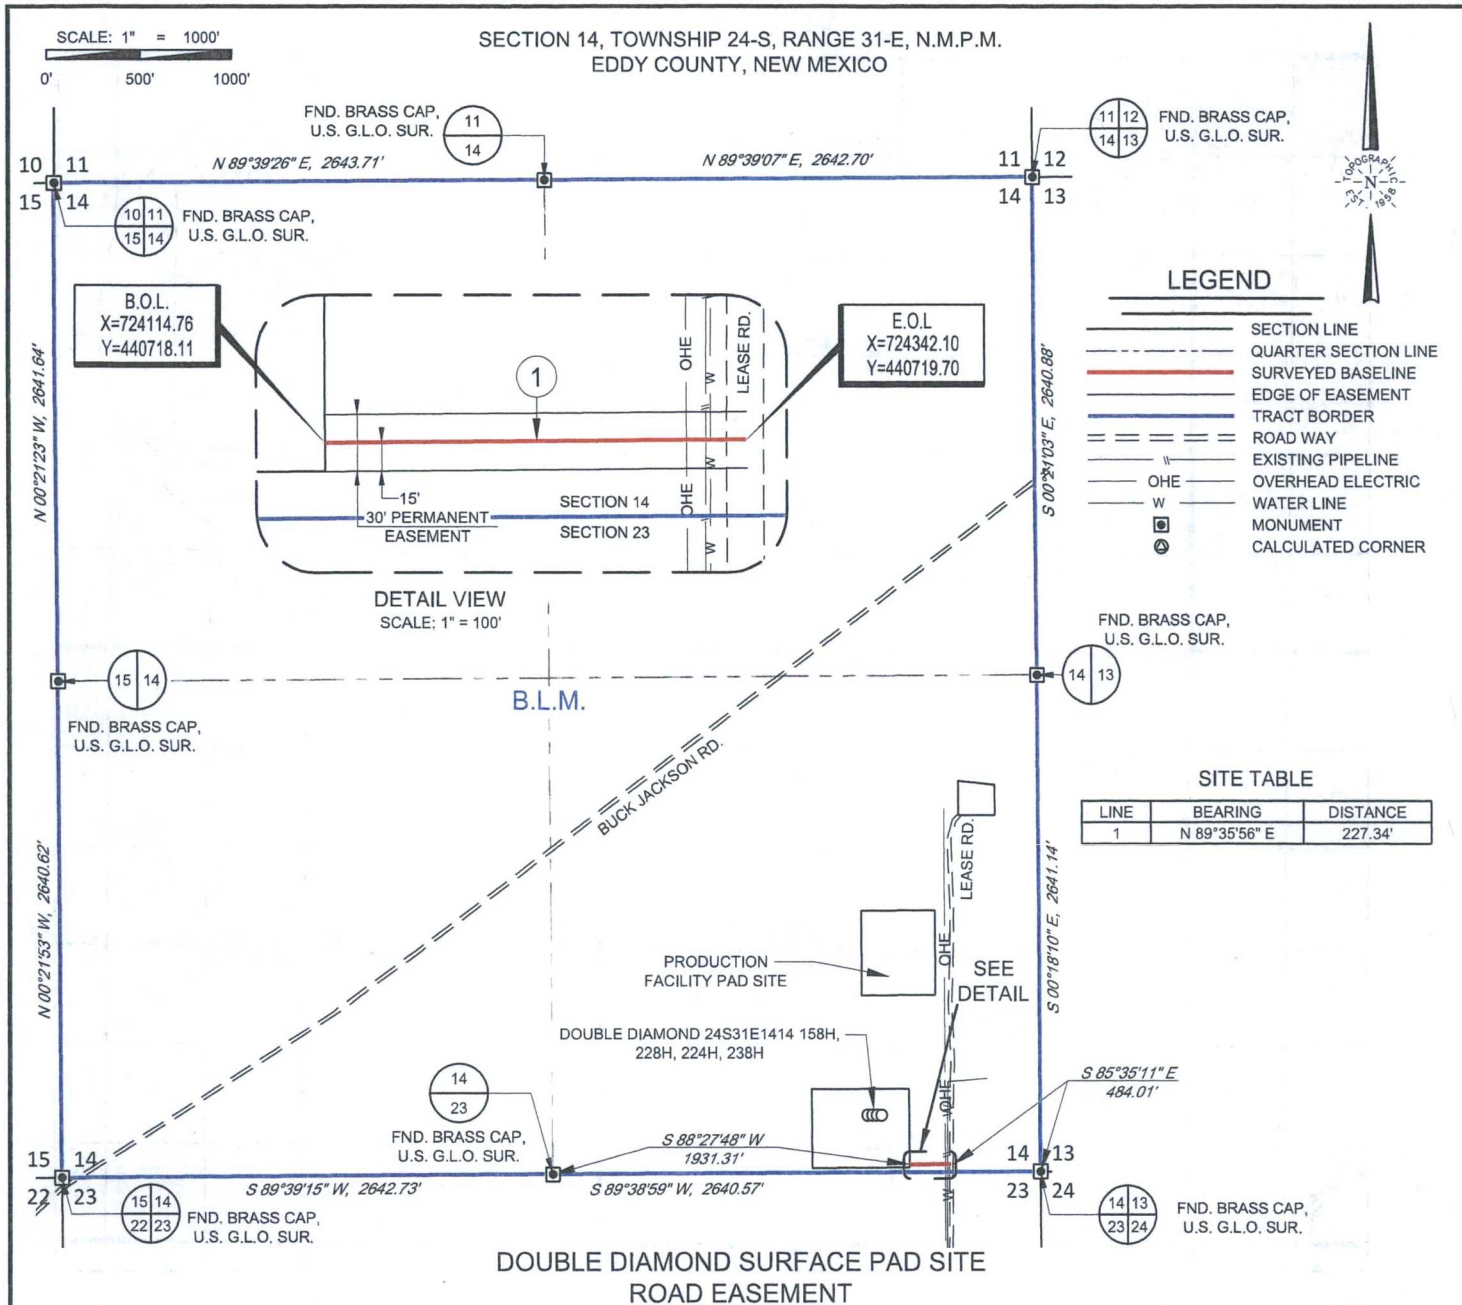 SCALE: 1" = 1000'
0' 500' 1000'
SECTION 14, TOWNSHIP 24-S, RANGE 31-E, N.M.P.M.
EDDY COUNTY, NEW MEXICO
TOPOGRAPHIC
N
EST. 1958
FND. BRASS CAP,
U.S. G.L.O. SUR.
11
14
11 12
14 13
FND. BRASS CAP,
U.S. G.L.O. SUR.
10 11
15 14
N 89°39'26" E, 2643.71'
N 89°39'07" E, 2642.70'
11 12
14 13
10 11
15 14
FND. BRASS CAP,
U.S. G.L.O. SUR.
B.O.L.
X=724114.76
Y=440718.11
E.O.L
X=724342.10
Y=440719.70
OHE
W
LEASE RD.
1
W
15'
30' PERMANENT
EASEMENT
SECTION 14
SECTION 23
OHE
W
DETAIL VIEW
SCALE: 1" = 100'
LEGEND
SECTION LINE
QUARTER SECTION LINE
SURVEYED BASELINE
EDGE OF EASEMENT
TRACT BORDER
ROAD WAY
EXISTING PIPELINE
OHE OVERHEAD ELECTRIC
W WATER LINE
MONUMENT
CALCULATED CORNER
N 00°21'23" W, 2641.64'
S 00°21'03" E, 2640.88'
FND. BRASS CAP,
U.S. G.L.O. SUR.
14 13
15 14
FND. BRASS CAP,
U.S. G.L.O. SUR.
B.L.M.
BUCK JACKSON RD.
SITE TABLE
LINE BEARING DISTANCE
1 N 89°35'56" E 227.34'
N 00°21'53" W, 2640.62'
S 00°18'10" E, 2641.14'
LEASE RD.
OHE
PRODUCTION
FACILITY PAD SITE
SEE
DETAIL
DOUBLE DIAMOND 24S31E1414 158H,
228H, 224H, 238H
OHE
W
S 85°35'11" E
484.01'
14
23
FND. BRASS CAP,
U.S. G.L.O. SUR.
S 88°27'48" W
1931.31'
15 14
22 23
14 13
23 24
S 89°39'15" W, 2642.73'
S 89°38'59" W, 2640.57'
W
15 14
22 23
FND. BRASS CAP,
U.S. G.L.O. SUR.
14 13
23 24
FND. BRASS CAP,
U.S. G.L.O. SUR.
DOUBLE DIAMOND SURFACE PAD SITE
ROAD EASEMENT